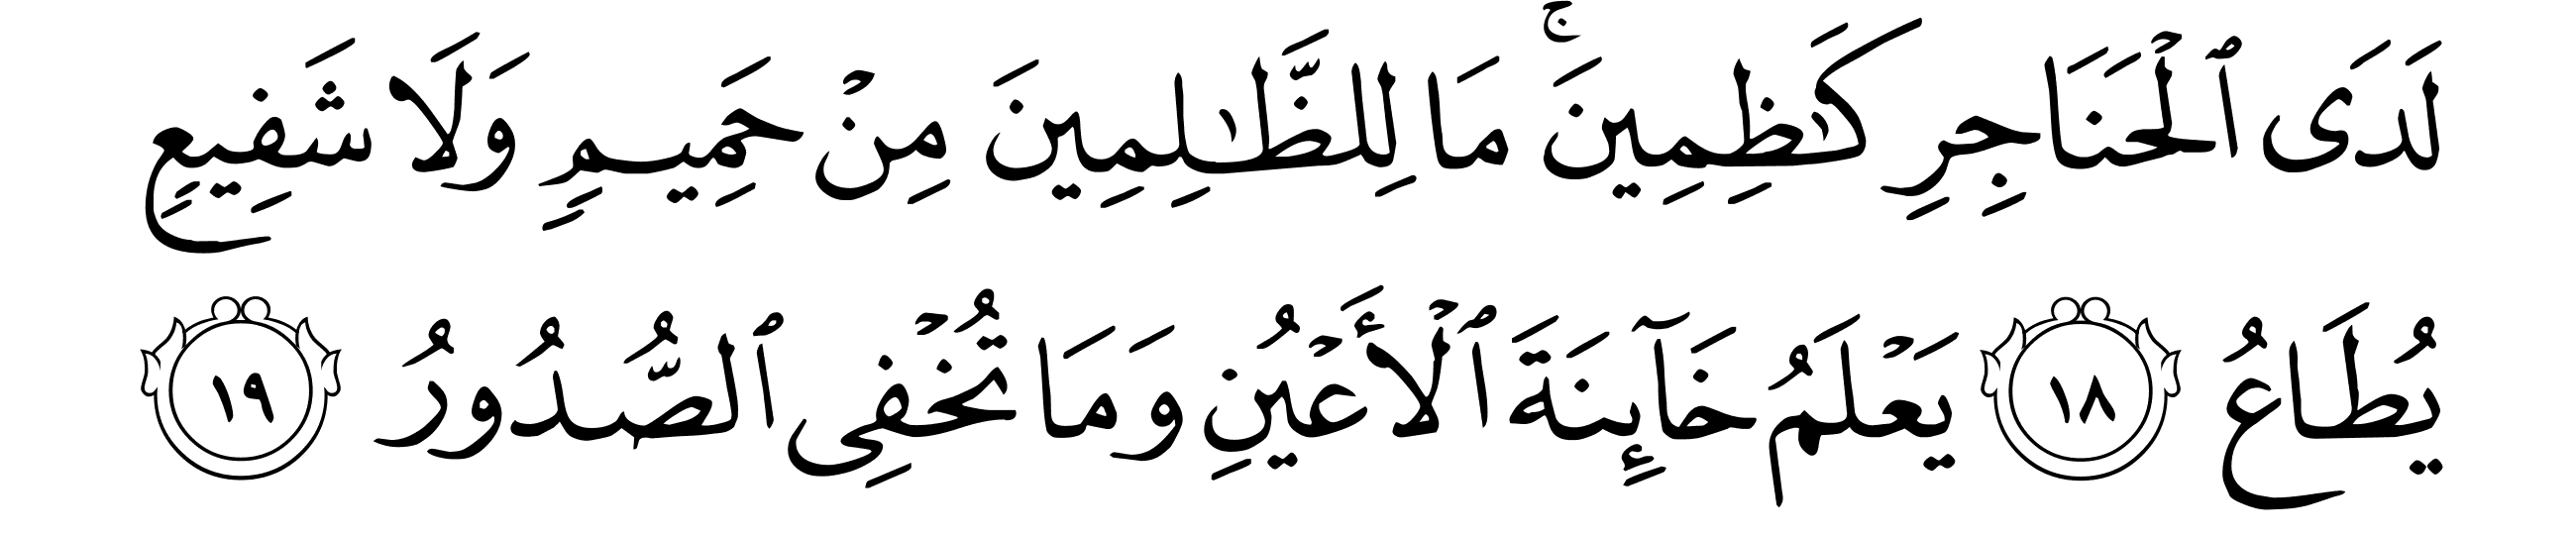 لَدَى ٱلْحَنَاجِرِ كَٰظِمِينَ ۚ مَا لِلظَّٰلِمِينَ مِنْ حَمِيمٍ وَلَا شَفِيعٍ
يُطَاعُ ١٨ يَعْلَمُ خَآئِنَةَ ٱلْأَعْيُنِ وَمَا تُخْفِى ٱلصُّدُورُ ١٩